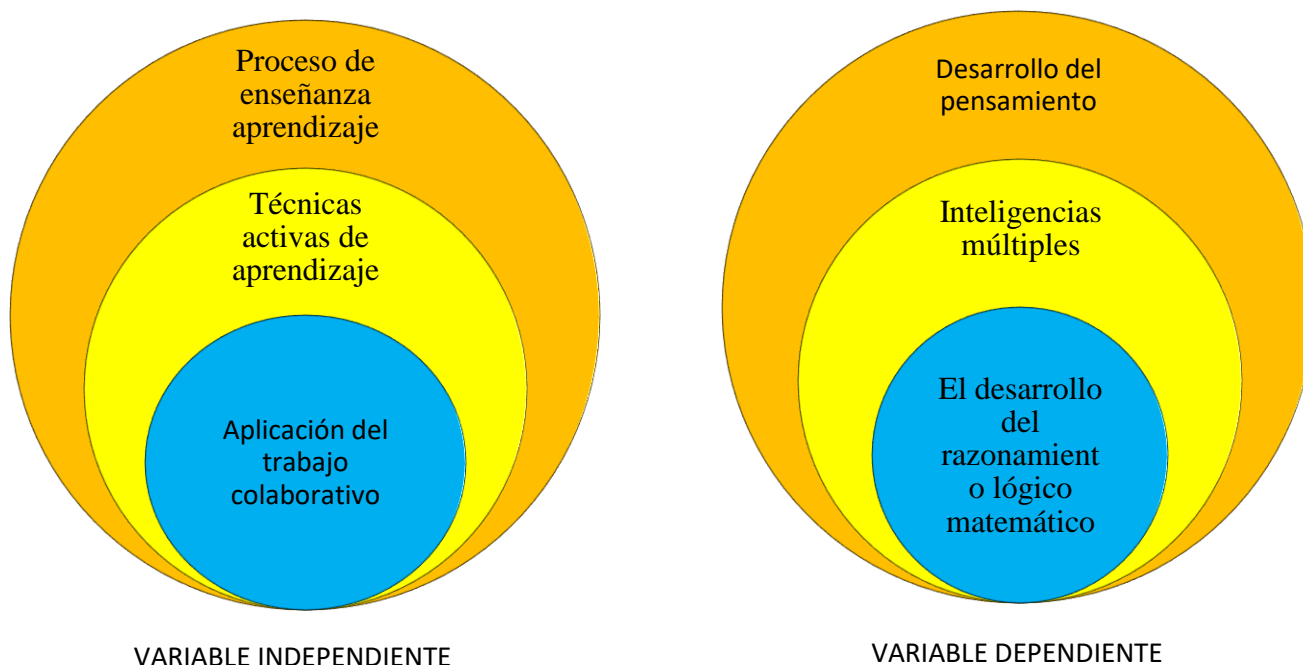 Proceso de
enseñanza
aprendizaje
Técnicas
activas de
aprendizaje
Aplicación del
trabajo
colaborativo
VARIABLE INDEPENDIENTE
Desarrollo del
pensamiento
Inteligencias
múltiples
El desarrollo
del
razonamient
o lógico
matemático
VARIABLE DEPENDIENTE